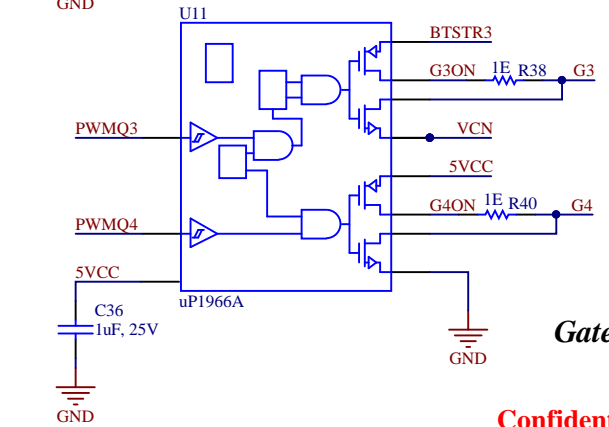 GND
U11
BTSTR3
G3ON 1E R38 G3
PWMQ3
VCN
5VCC
G4ON 1E R40 G4
PWMQ4
5VCC
uP1966A
C36
1uF, 25V
GND
GND
Gate
Confident